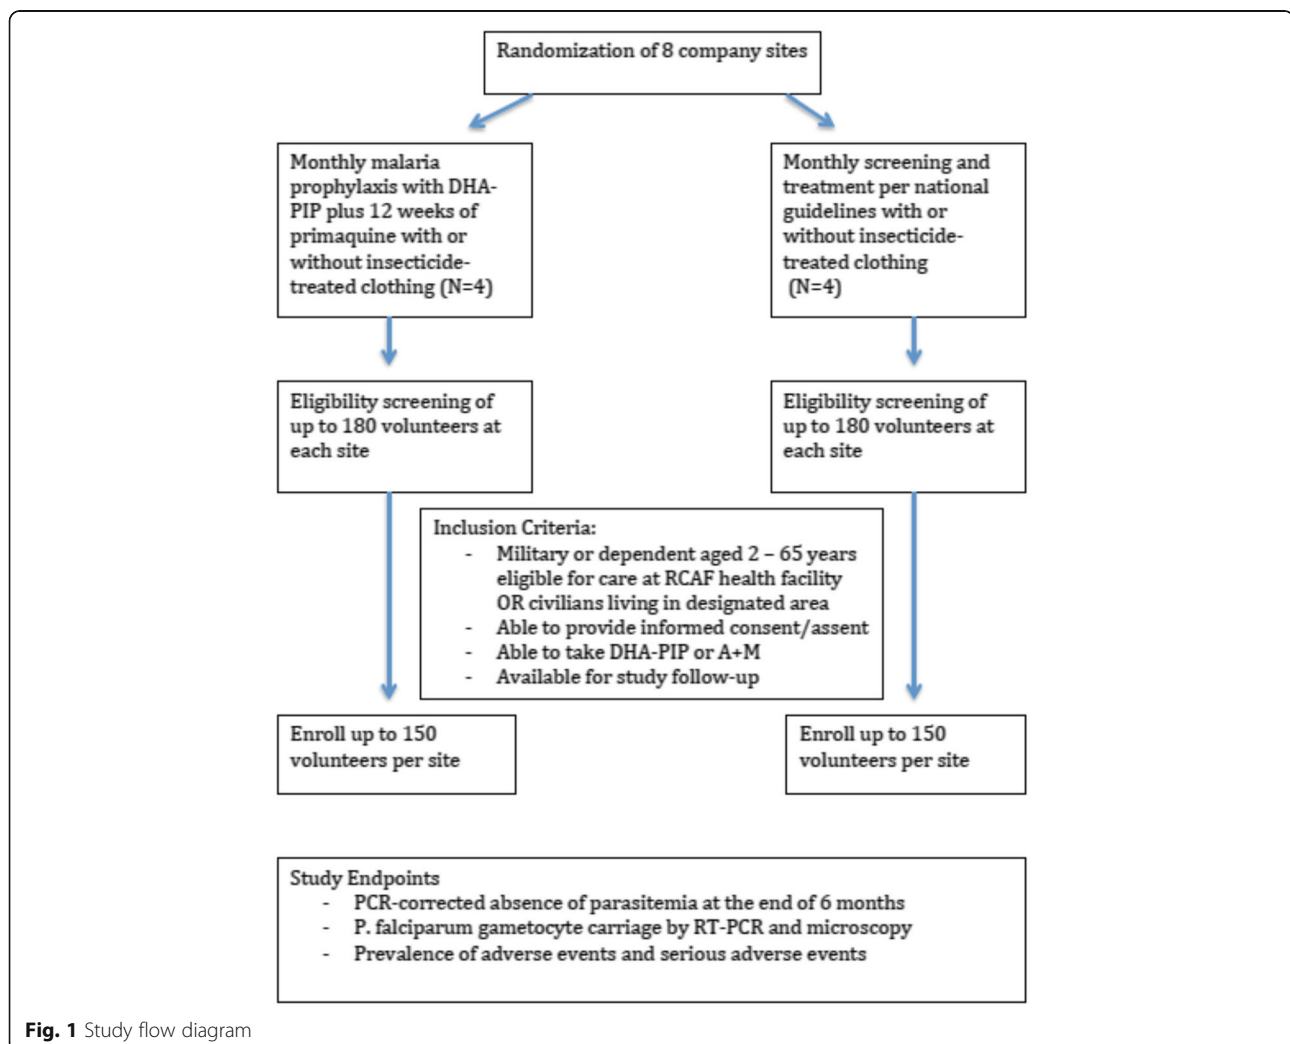 Randomization of 8 company sites
Monthly malaria
prophylaxis with DHA-
PIP plus 12 weeks of
primaquine with or
without insecticide-
treated clothing (N=4)
Monthly screening and
treatment per national
guidelines with or
without insecticide-
treated clothing
(N=4)
Eligibility screening of
up to 180 volunteers at
each site
Eligibility screening of
up to 180 volunteers at
each site
Inclusion Criteria:
- Military or dependent aged 2 – 65 years
eligible for care at RCAF health facility
OR civilians living in designated area
- Able to provide informed consent/assent
- Able to take DHA-PIP or A+M
- Available for study follow-up
Enroll up to 150
volunteers per site
Enroll up to 150
volunteers per site
Study Endpoints
- PCR-corrected absence of parasitemia at the end of 6 months
- P. falciparum gametocyte carriage by RT-PCR and microscopy
- Prevalence of adverse events and serious adverse events
Fig. 1 Study flow diagram